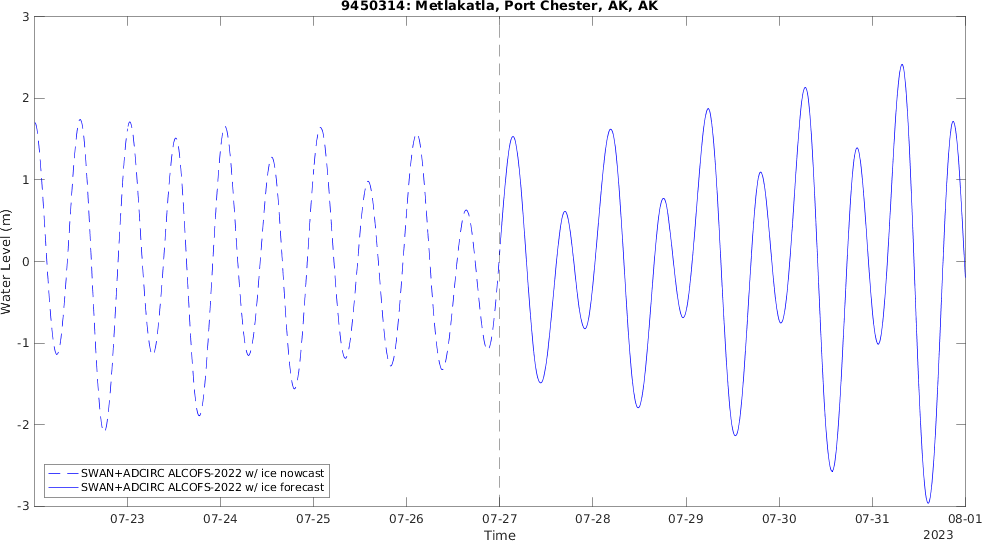 9450314: Metlakatla, Port Chester, AK, AK
3
2
1
0
-1
-2
-3
Water Level (m)
SWAN+ADCIRC ALCOFS-2022 w/ ice nowcast
SWAN+ADCIRC ALCOFS-2022 w/ ice forecast
07-23 07-24 07-25 07-26 07-27 07-28 07-29 07-30 07-31 08-01
Time 2023